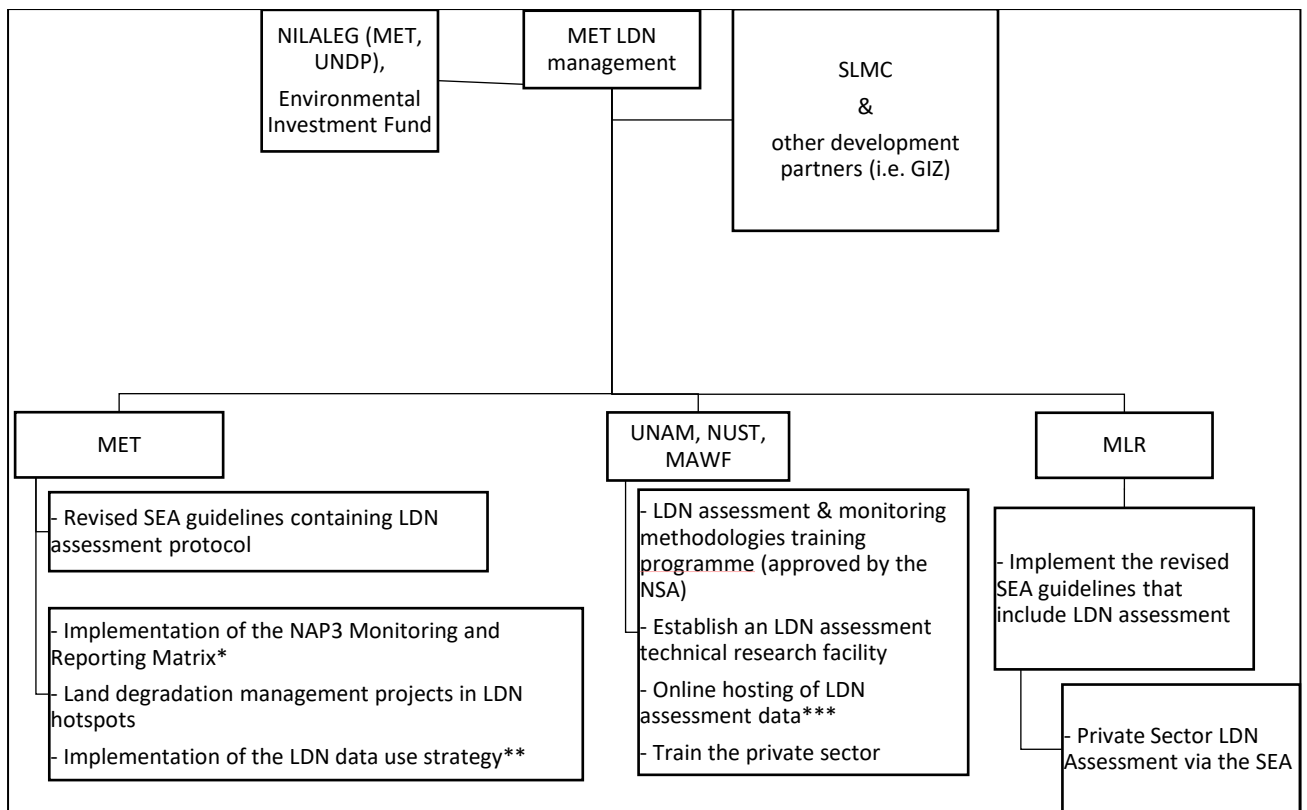 NILALEG (MET,
UNDP),
Environmental
Investment Fund
MET LDN
management
SLMC
&
other development
partners (i.e. GIZ)
MET
- Revised SEA guidelines containing LDN
assessment protocol
- Implementation of the NAP3 Monitoring and
Reporting Matrix*
- Land degradation management projects in LDN
hotspots
- Implementation of the LDN data use strategy**
UNAM, NUST,
MAWF
- LDN assessment & monitoring
methodologies training
programme (approved by the
NSA)
- Establish an LDN assessment
technical research facility
- Online hosting of LDN
assessment data***
- Train the private sector
MLR
- Implement the revised
SEA guidelines that
include LDN assessment
- Private Sector LDN
Assessment via the SEA